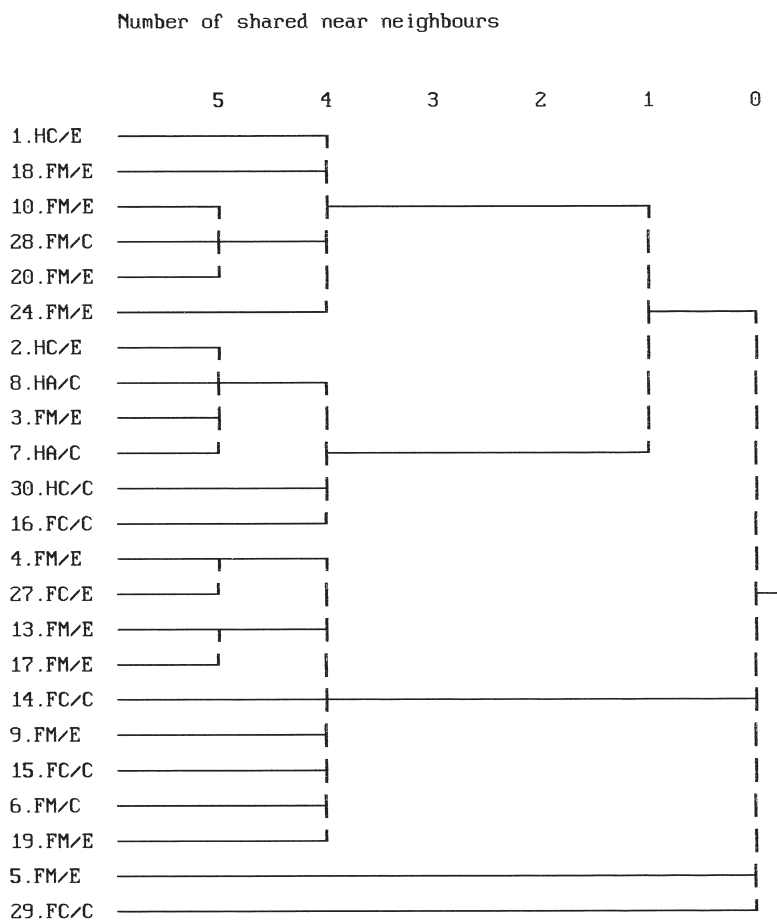 Number of shared near neighbours
5 4 3 2 1 0
1.HC/E
18.FM/E
10.FM/E
28.FM/C
20.FM/E
24.FM/E
2.HC/E
8.HA/C
3.FM/E
7.HA/C
30.HC/C
16.FC/C
4.FM/E
27.FC/E
13.FM/E
17.FM/E
14.FC/C
9.FM/E
15.FC/C
6.FM/C
19.FM/E
5.FM/E
29.FC/C